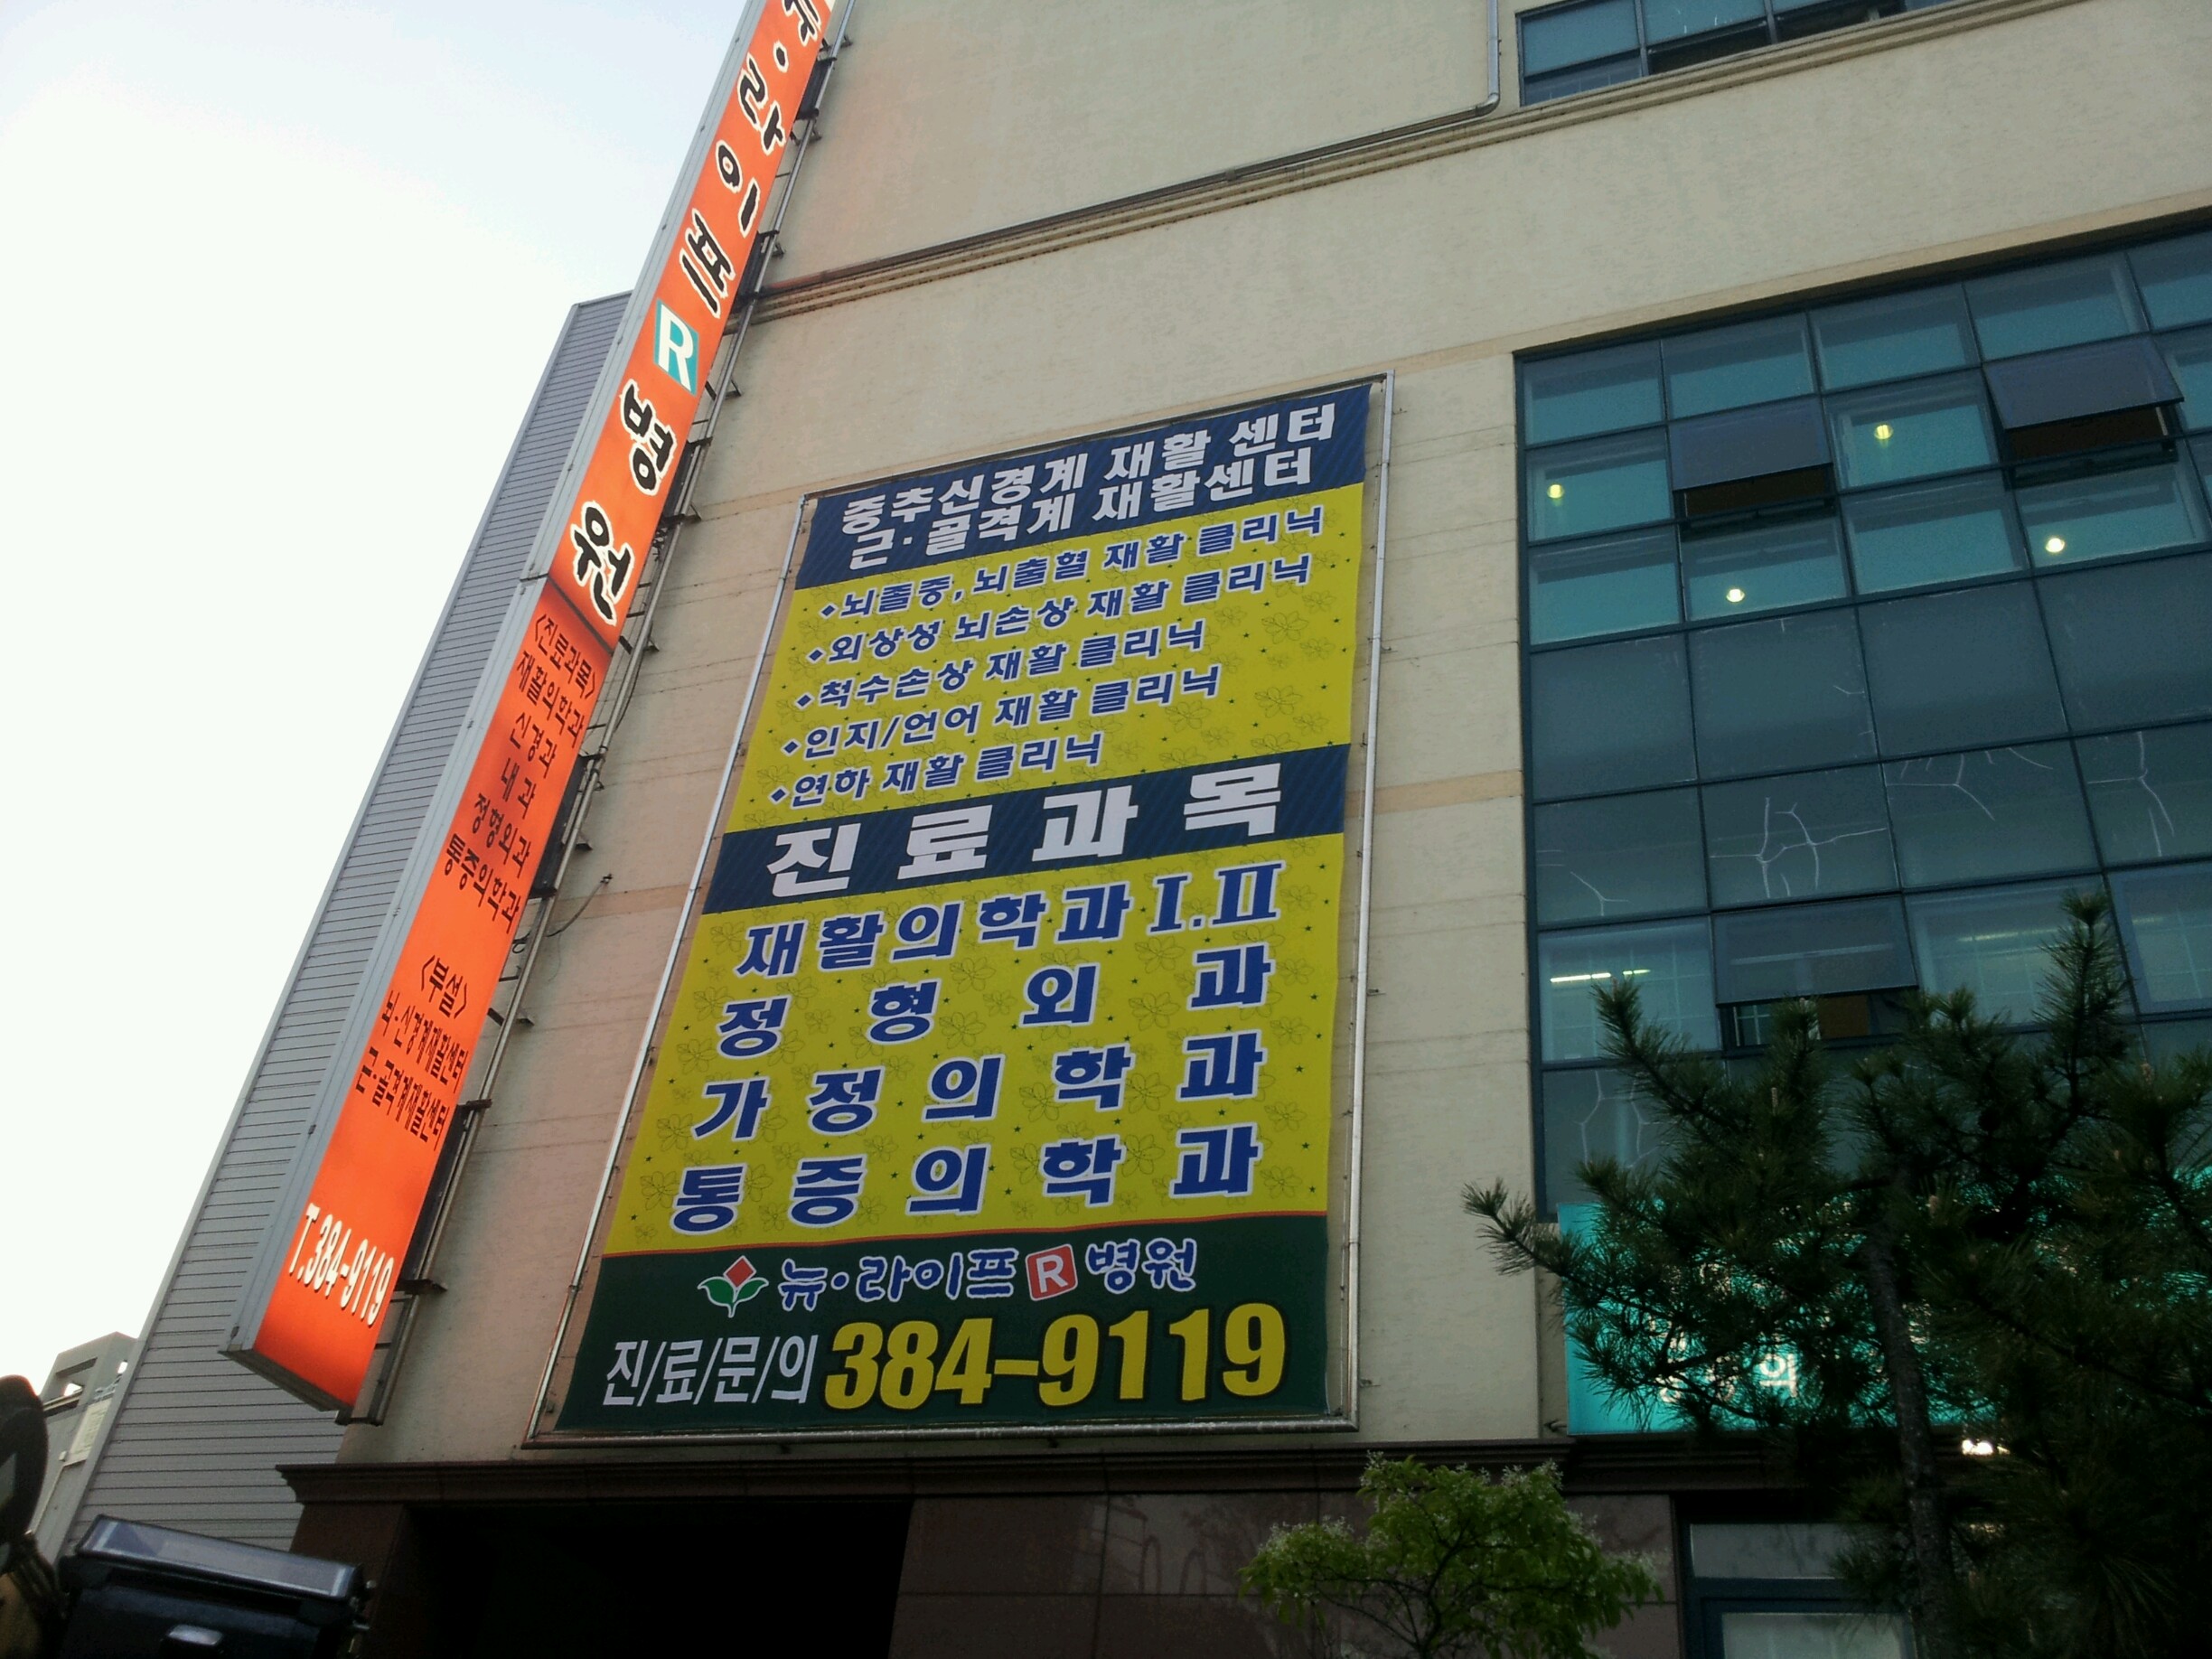 뉴·라이프 R 병원
<진료과목>
재활의학과
신경과
내과
정형외과
통증의학과
<부설>
뇌·신경계재활센터
근·골격계재활센터
T.384-9119
중추신경계 재활 센터
근·골격계 재활센터
◆뇌졸중, 뇌출혈 재활 클리닉
◆외상성 뇌손상 재활 클리닉
◆척수손상 재활 클리닉
◆인지/언어 재활 클리닉
◆연하 재활 클리닉
진료과목
재활의학과 I.II
정형외과
가정의학과
통증의학과
뉴·라이프 R 병원
진/료/문/의 384-9119
의